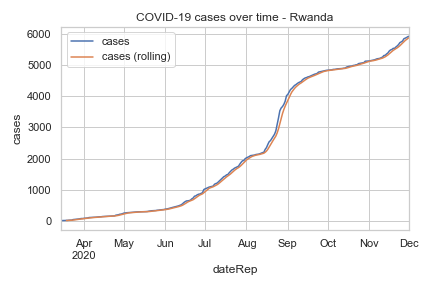 COVID-19 cases over time - Rwanda
cases
cases (rolling)
6000
5000
4000
3000
2000
1000
0
cases
Apr May Jun Jul Aug Sep Oct Nov Dec
2020
dateRep